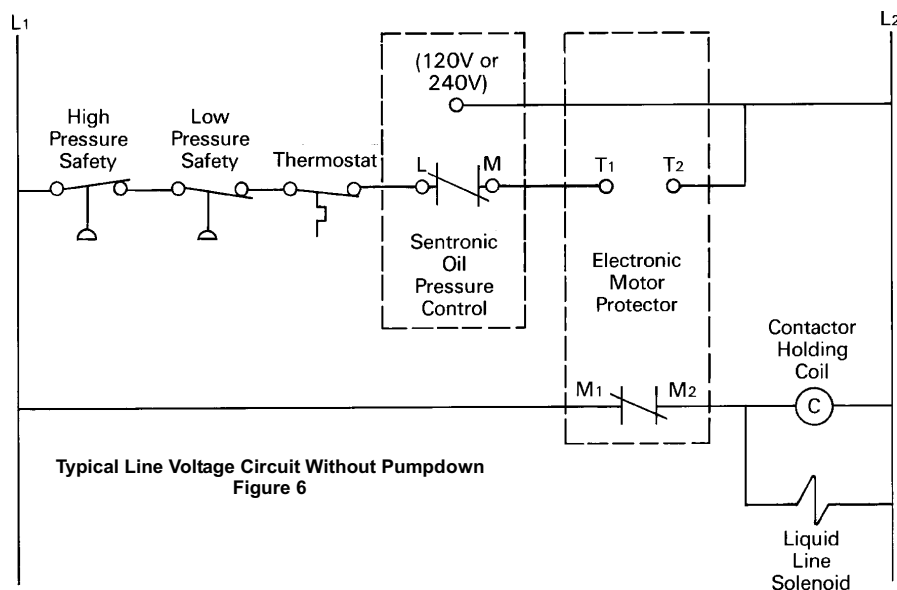 L1
L2
(120V or
240V)
High
Pressure
Safety
Low
Pressure
Safety
Thermostat
L
M
T1
T2
Sentronic
Oil
Pressure
Control
Electronic
Motor
Protector
Contactor
Holding
Coil
M1
M2
C
Typical Line Voltage Circuit Without Pumpdown
Figure 6
Liquid
Line
Solenoid